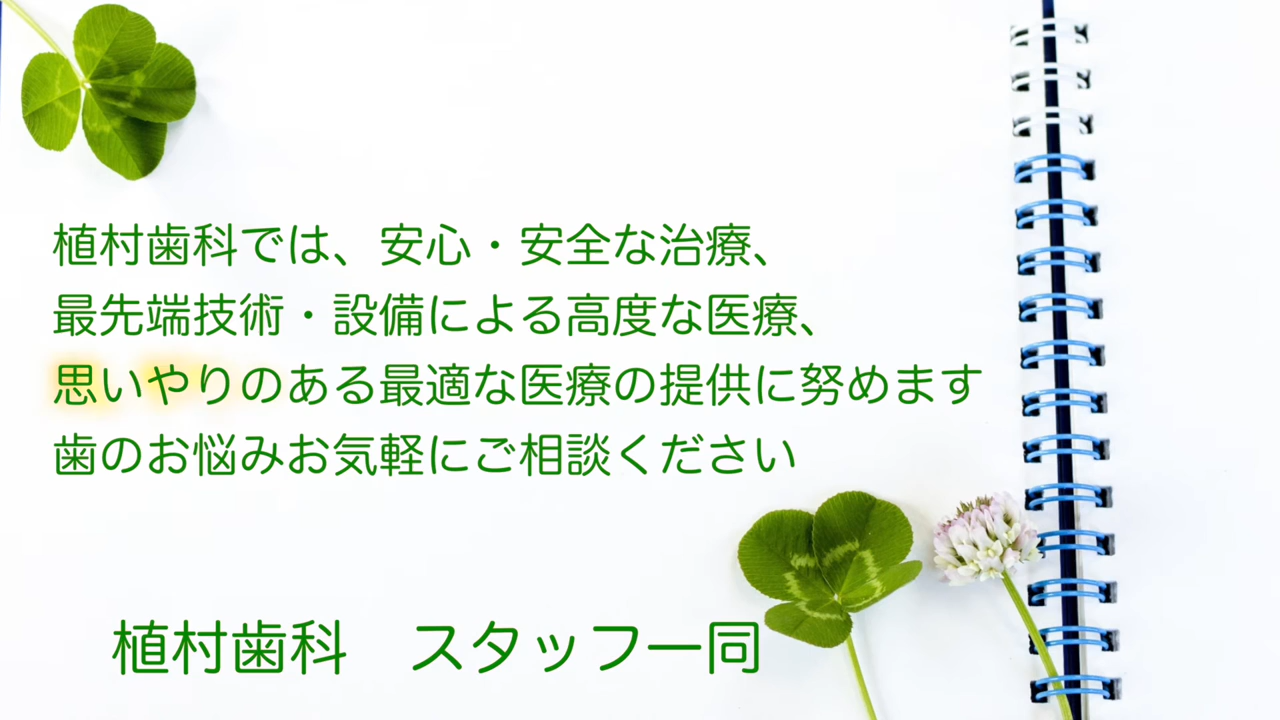 植村歯科では、安心・安全な治療、
最先端技術・設備による高度な医療、
思いやりのある最適な医療の提供に努めます
歯のお悩みお気軽にご相談ください
植村歯科　スタッフ一同